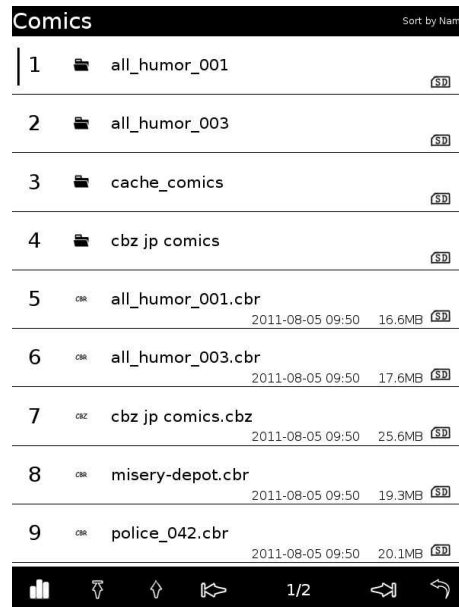 Comics Sort by Nam
1 all_humor_001
SD
2 all_humor_003
SD
3 cache_comics
SD
4 cbz jp comics
SD
5 CBR all_humor_001.cbr
2011-08-05 09:50 16.6MB SD
6 CBR all_humor_003.cbr
2011-08-05 09:50 17.6MB SD
7 CBZ cbz jp comics.cbz
2011-08-05 09:50 25.6MB SD
8 CBR misery-depot.cbr
2011-08-05 09:50 19.3MB SD
9 CBR police_042.cbr
2011-08-05 09:50 20.1MB SD
1/2